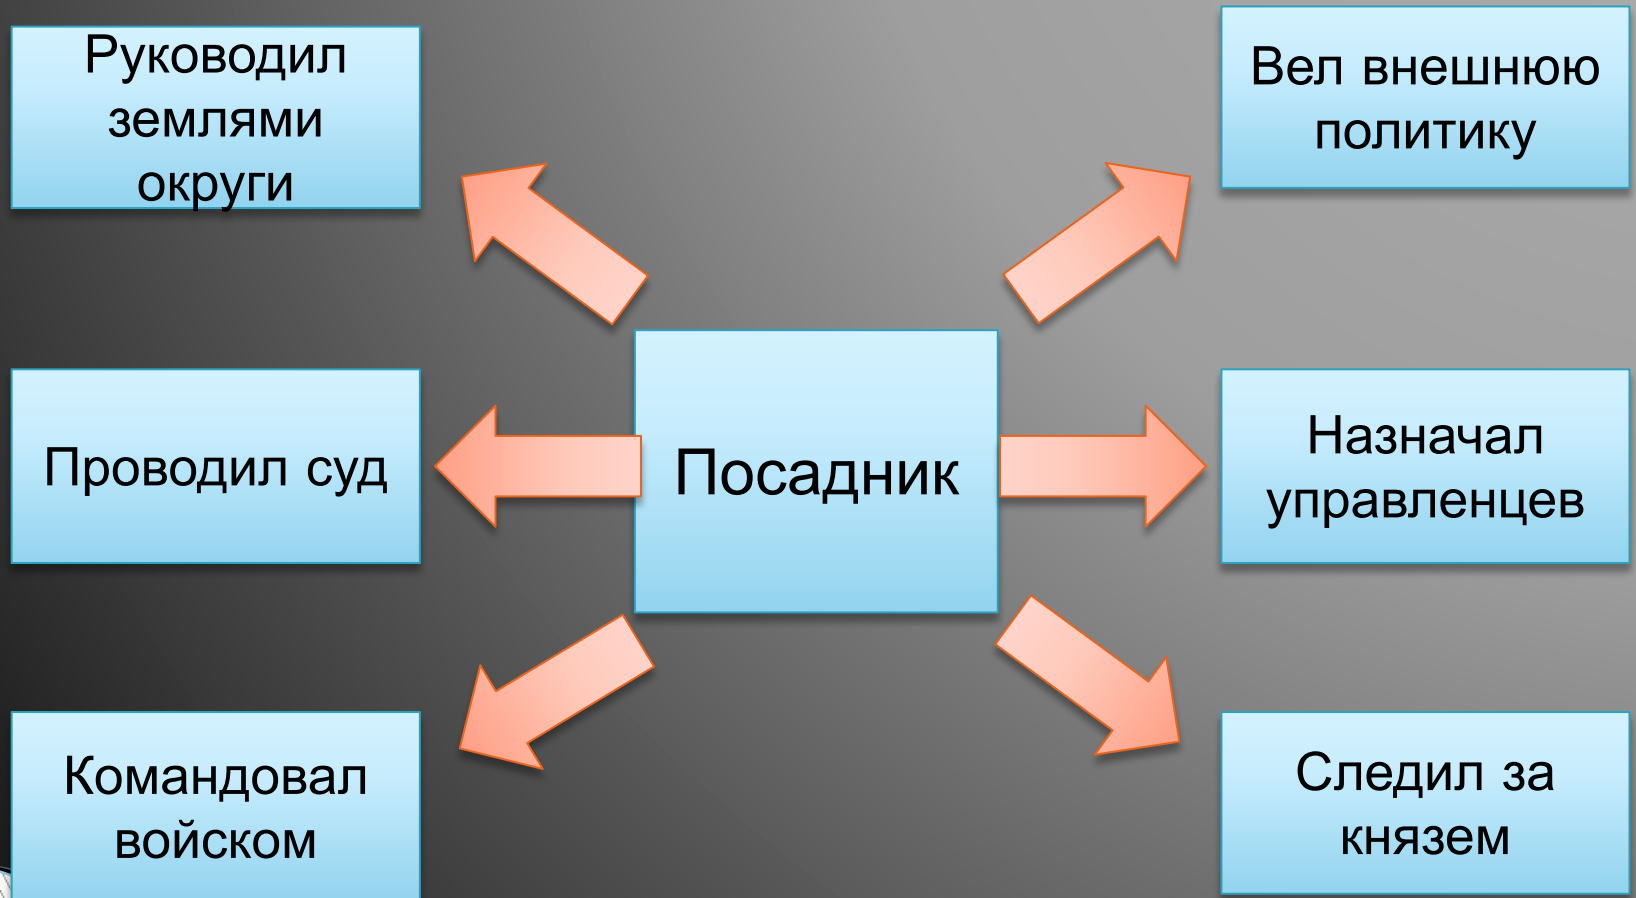 Руководил
землями
округи
Вел внешнюю
политику
Проводил суд
Посадник
Назначал
управленцев
Командовал
войском
Следил за
князем